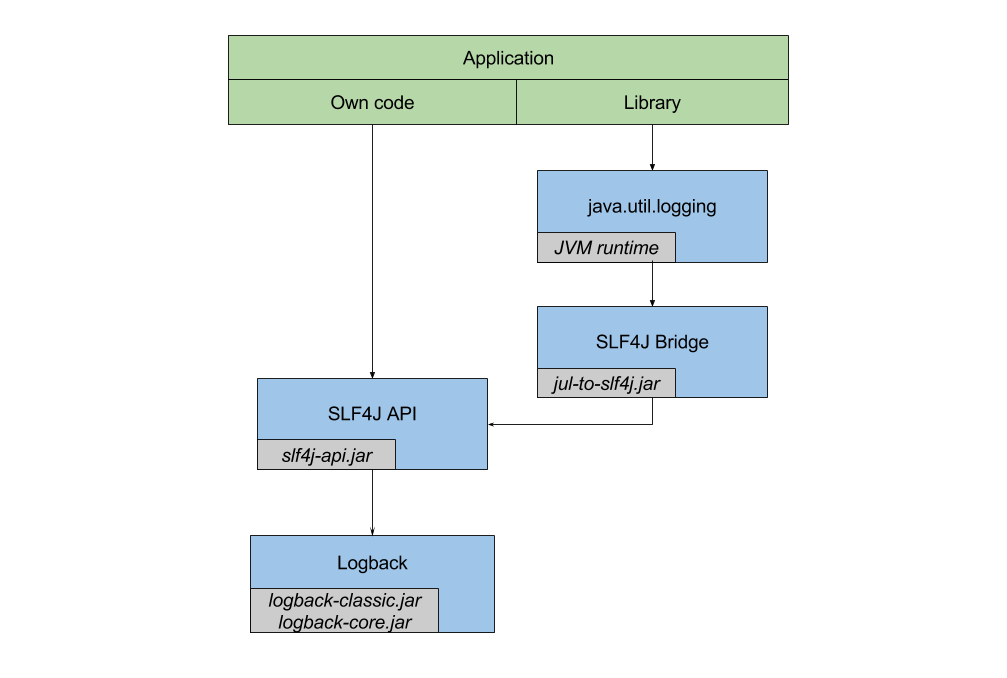 Application
Own code
Library
java.util.logging
JVM runtime
SLF4J Bridge
jul-to-slf4j.jar
SLF4J API
slf4j-api.jar
Logback
logback-classic.jar
logback-core.jar